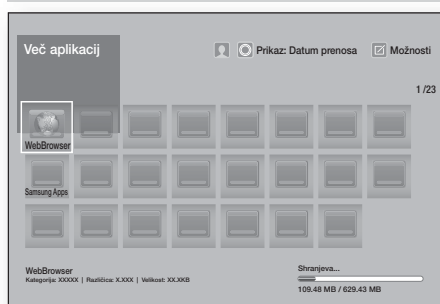 Več aplikacij
Prikaz: Datum prenosa
Možnosti
1 /23
WebBrowser
Samsung Apps
WebBrowser
Kategorija: XXXXX | Različica: X.XXX | Velikost: XX.XKB
Shranjeva...
109.48 MB / 629.43 MB